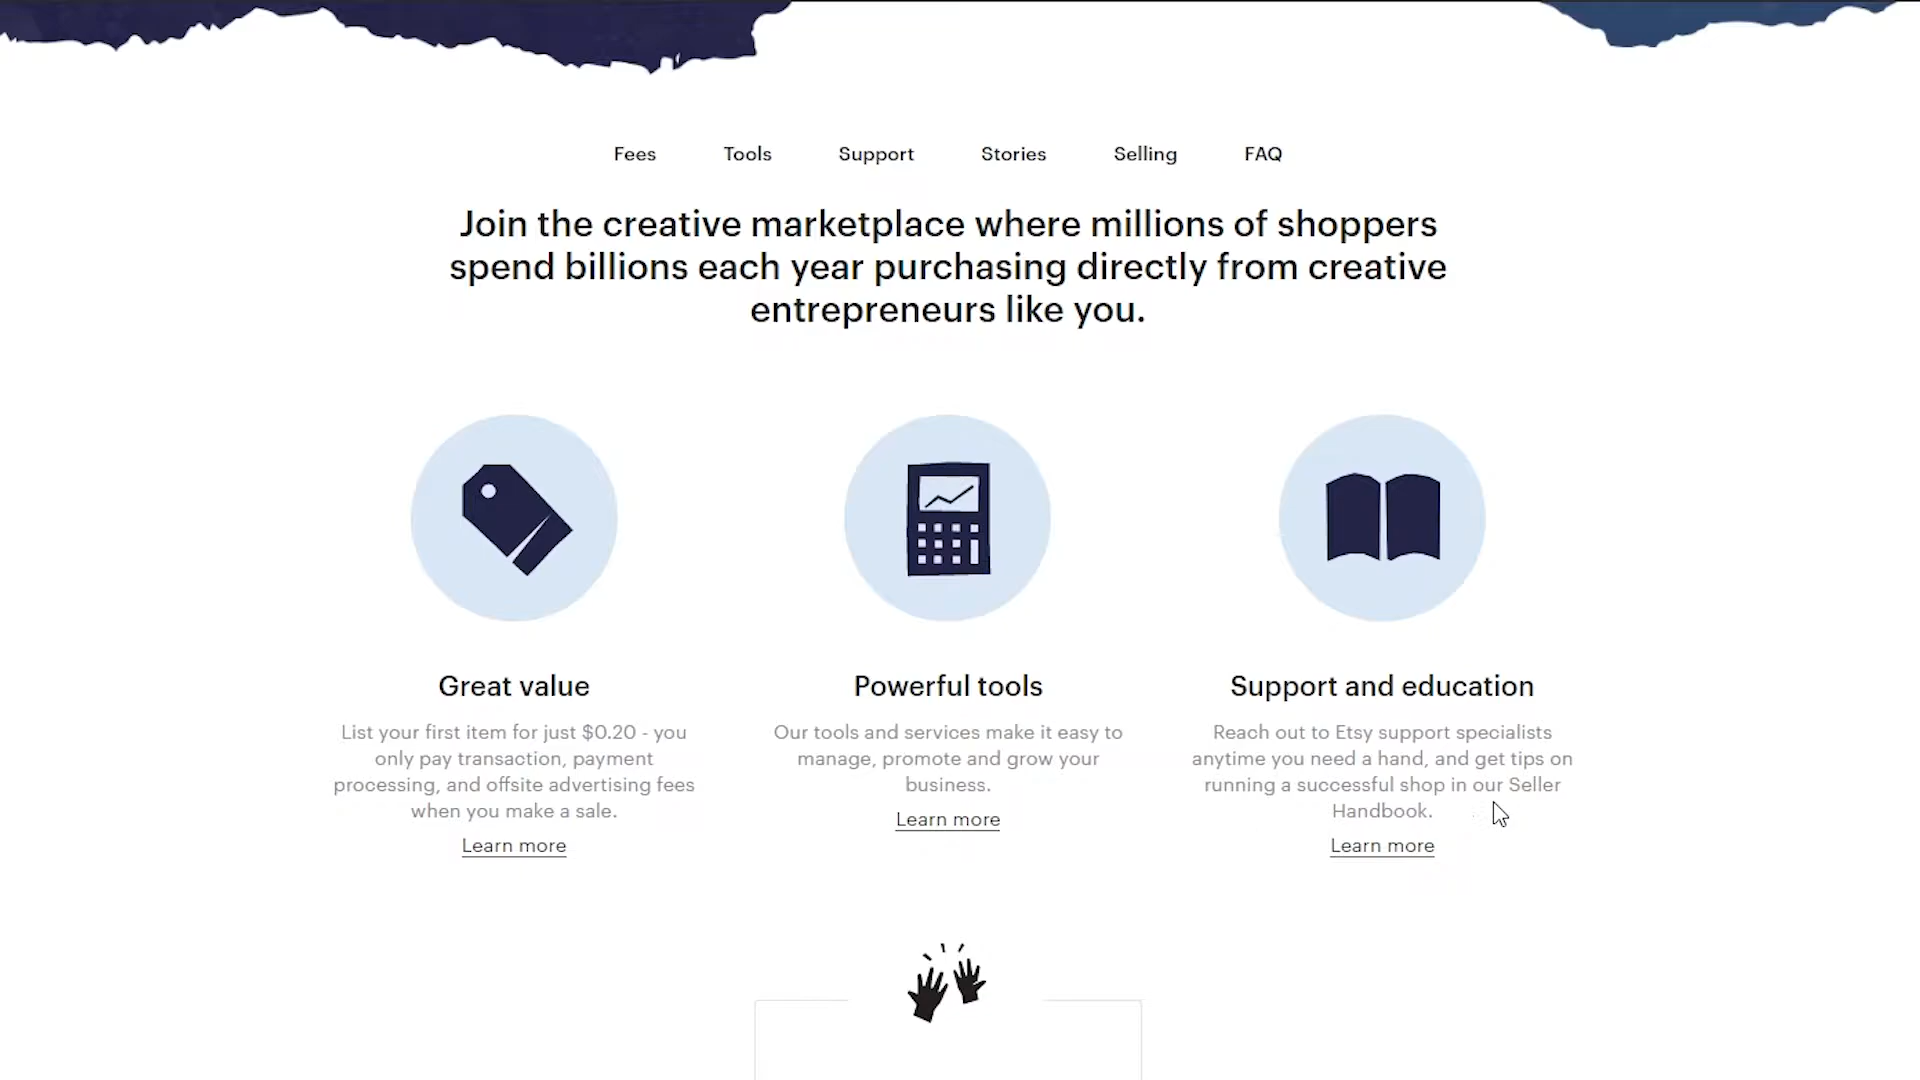 Fees Tools Support Stories Selling FAQ
Join the creative marketplace where millions of shoppers
spend billions each year purchasing directly from creative
entrepreneurs like you.
Great value
List your first item for just $0.20 - you
only pay transaction, payment
processing, and offsite advertising fees
when you make a sale.
Learn more
Powerful tools
Our tools and services make it easy to
manage, promote and grow your
business.
Learn more
Support and education
Reach out to Etsy support specialists
anytime you need a hand, and get tips on
running a successful shop in our Seller
Handbook.
Learn more